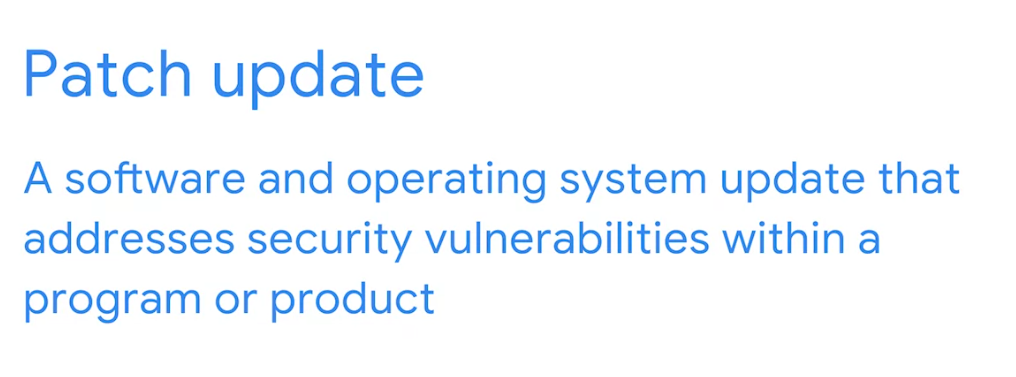 Patch update
A software and operating system update that
addresses security vulnerabilities within a
program or product